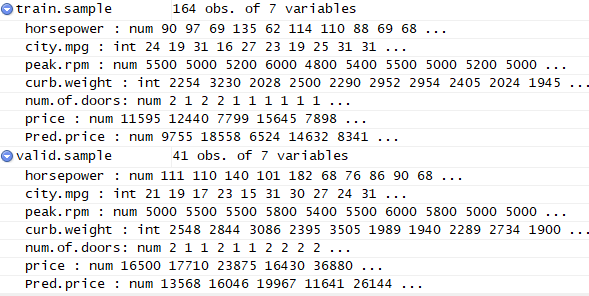 train.sample 164 obs. of 7 variables
horsepower : num 90 97 69 135 62 114 110 88 69 68 ...
city.mpg : int 24 19 31 16 27 23 19 25 31 31 ...
peak.rpm : num 5500 5000 5200 6000 4800 5400 5500 5000 5200 5000 ...
curb.weight : int 2254 3230 2028 2500 2290 2952 2954 2405 2024 1945 ...
num.of.doors: num 2 1 2 2 1 1 1 1 1 1 ...
price : num 11595 12440 7799 15645 7898 ...
Pred.price : num 9755 18558 6524 14632 8341 ...
valid.sample 41 obs. of 7 variables
horsepower : num 111 110 140 101 182 68 76 86 90 68 ...
city.mpg : int 21 19 17 23 15 31 30 27 24 31 ...
peak.rpm : num 5000 5500 5500 5800 5400 5500 6000 5800 5000 5000 ...
curb.weight : int 2548 2844 3086 2395 3505 1989 1940 2289 2734 1900 ...
num.of.doors: num 2 1 1 2 1 1 2 2 2 2 ...
price : num 16500 17710 23875 16430 36880 ...
Pred.price : num 13568 16046 19967 11641 26144 ...